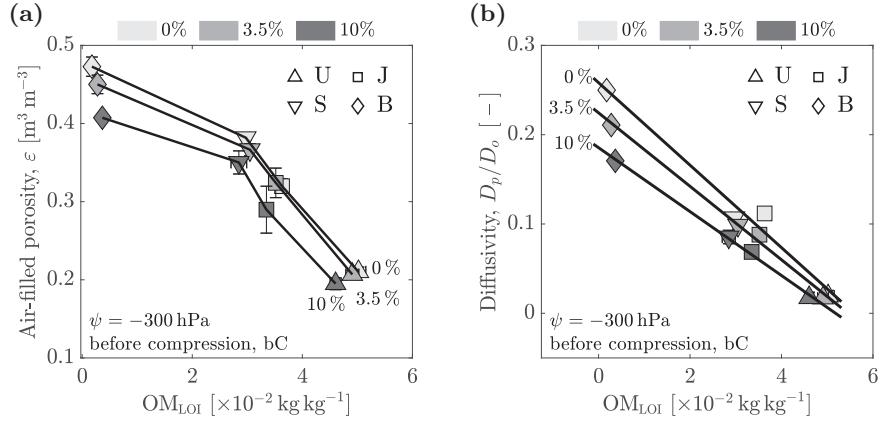 (a)
0% 3.5% 10%
0.5
0.4
0.3
0.2
0.1
Air-filled porosity, ε [m³ m⁻³]
U J
S B
0 %
3.5 %
10 %
ψ = −300 hPa
before compression, bC
0 2 4 6
OM_LOI [×10⁻² kg kg⁻¹]
(b)
0% 3.5% 10%
0.3
0.2
0.1
0
Diffusivity, D_p/D_o [−]
U J
S B
0 %
3.5 %
10 %
ψ = −300 hPa
before compression, bC
0 2 4 6
OM_LOI [×10⁻² kg kg⁻¹]